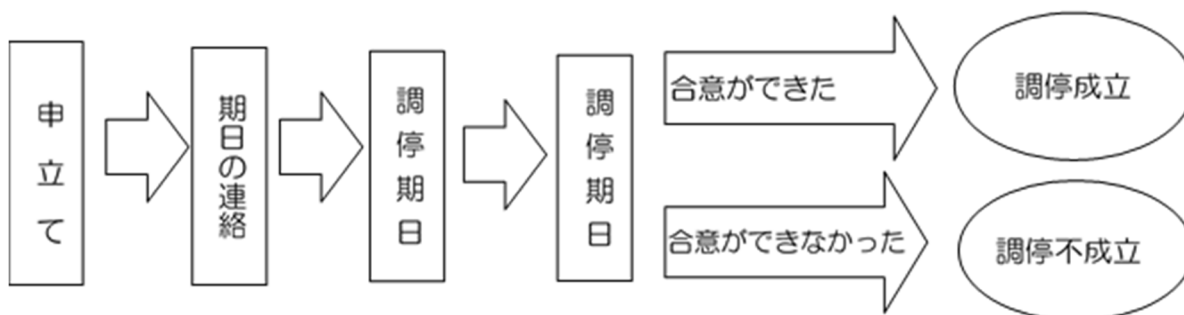 申立て
期日の連絡
調停期日
調停期日
合意ができた
調停成立
合意ができなかった
調停不成立